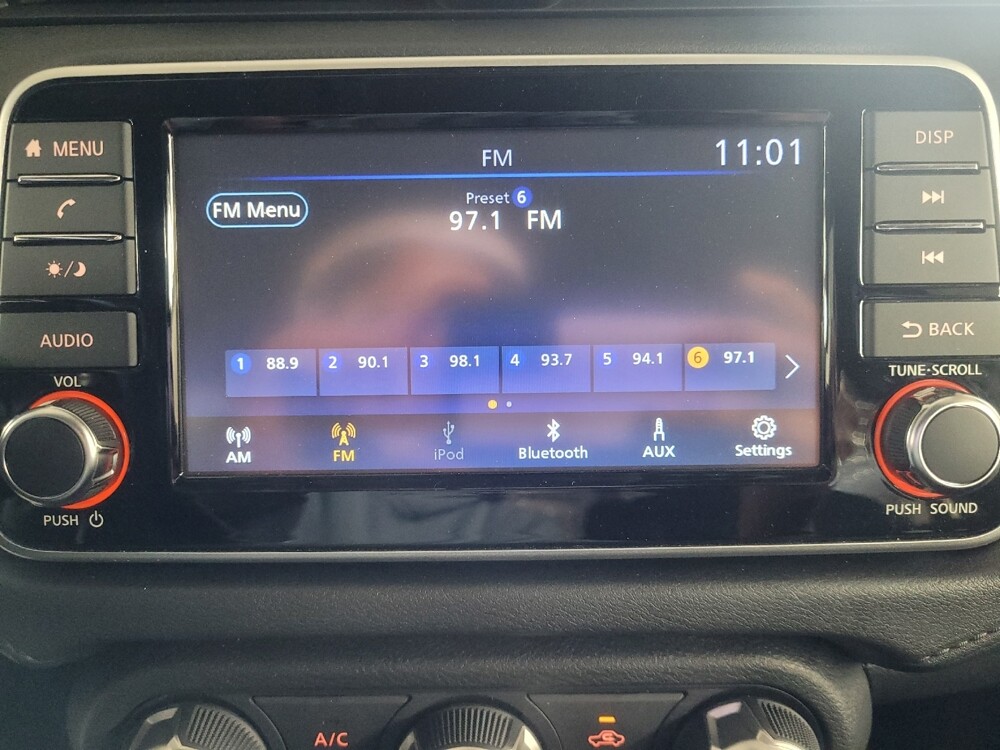 MENU
AUDIO
VOL
PUSH
FM
11:01
FM Menu
Preset 6
97.1 FM
1 88.9
2 90.1
3 98.1
4 93.7
5 94.1
6 97.1
AM
FM
iPod
Bluetooth
AUX
Settings
DISP
BACK
TUNE·SCROLL
PUSH SOUND
A/C